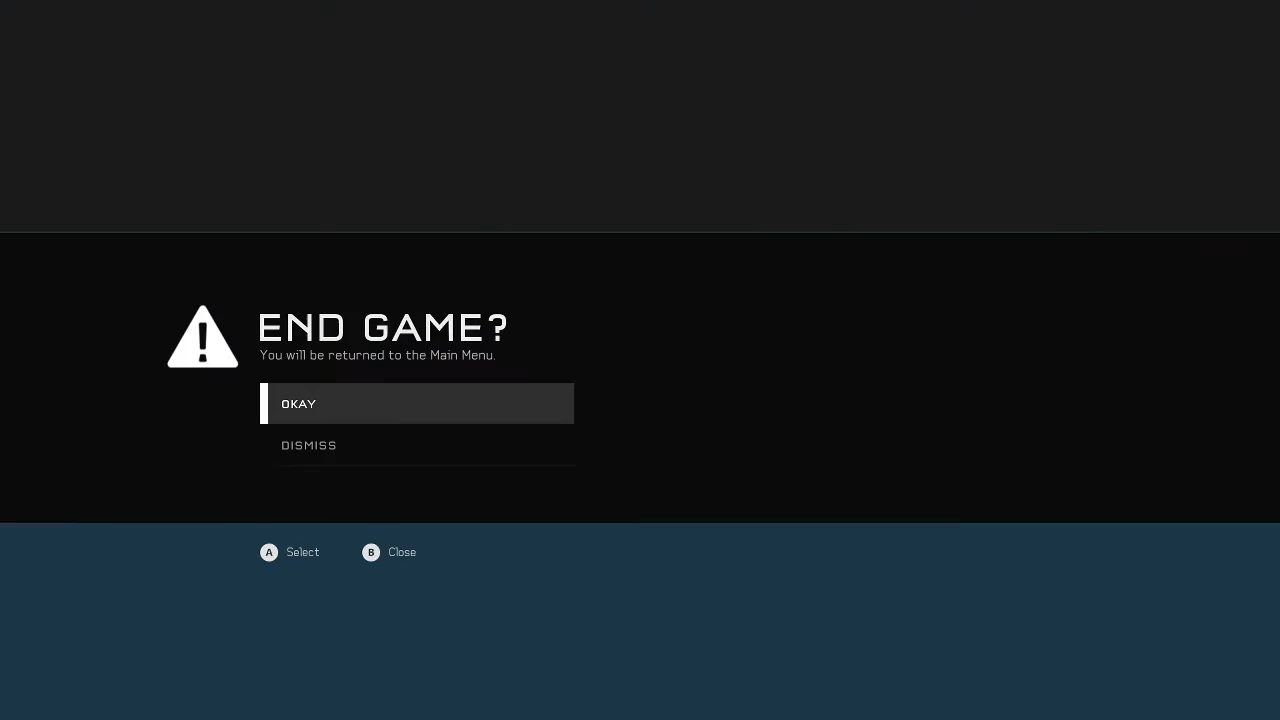 END GAME?
You will be returned to the Main Menu.
OKAY
DISMISS
A Select B Close